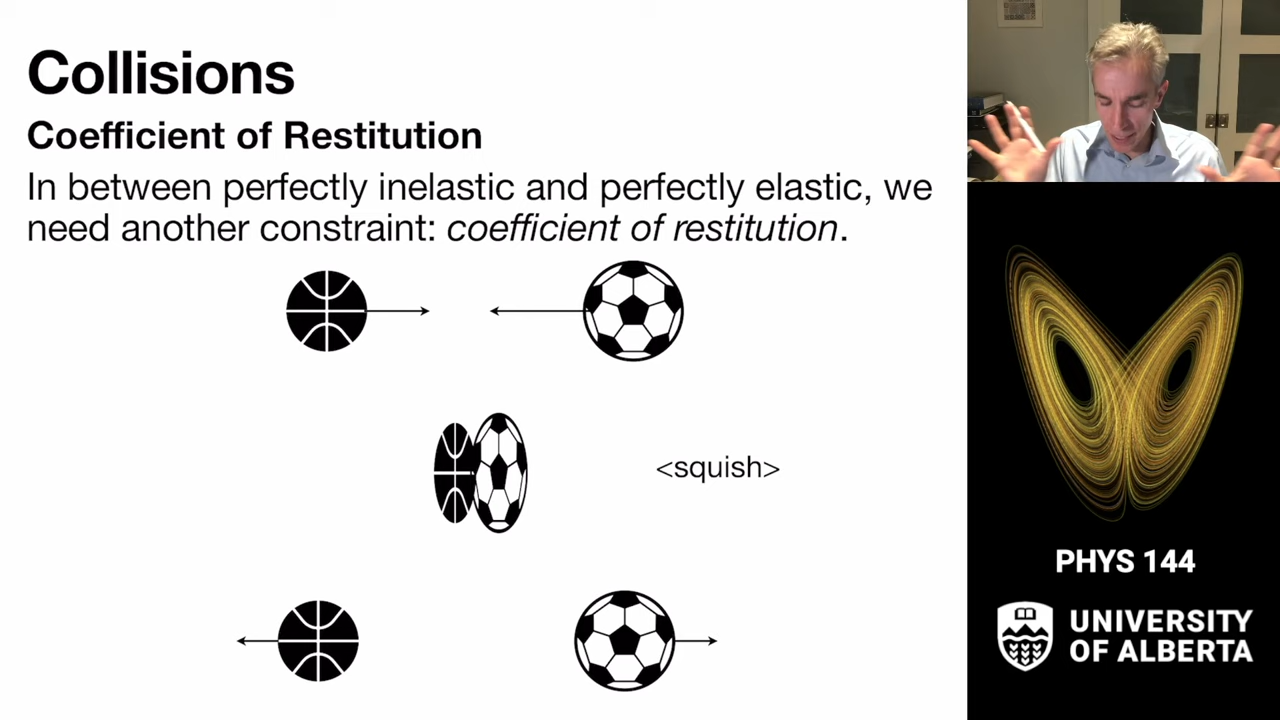 Collisions
Coefficient of Restitution
In between perfectly inelastic and perfectly elastic, we
need another constraint: coefficient of restitution.
<squish>
PHYS 144
UNIVERSITY
OF ALBERTA